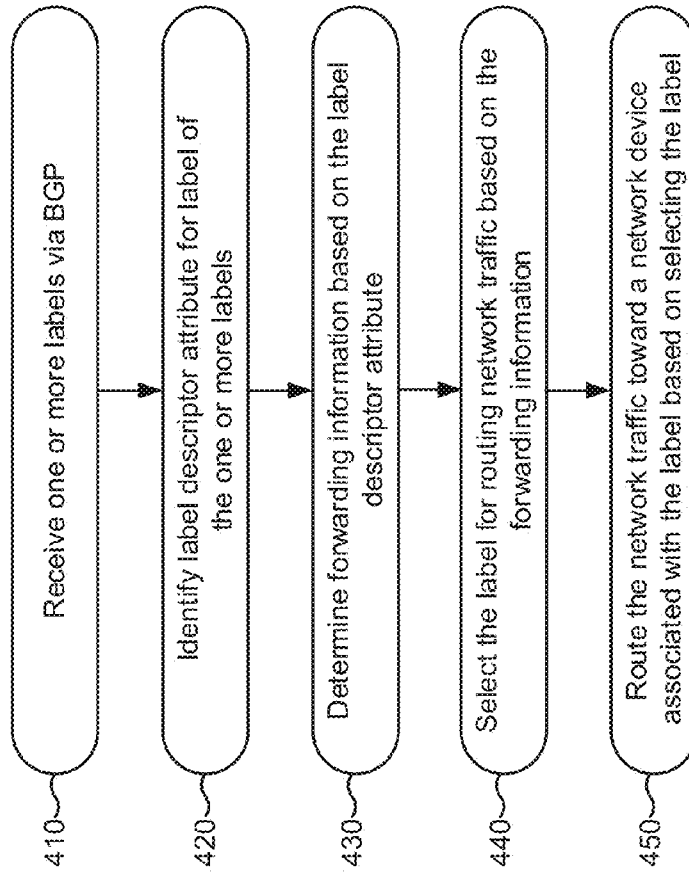 410
Receive one or more labels via BGP
420
Identify label descriptor attribute for label of
the one or more labels
430
Determine forwarding information based on the label
descriptor attribute
440
Select the label for routing network traffic based on the
forwarding information
450
Route the network traffic toward a network device
associated with the label based on selecting the label